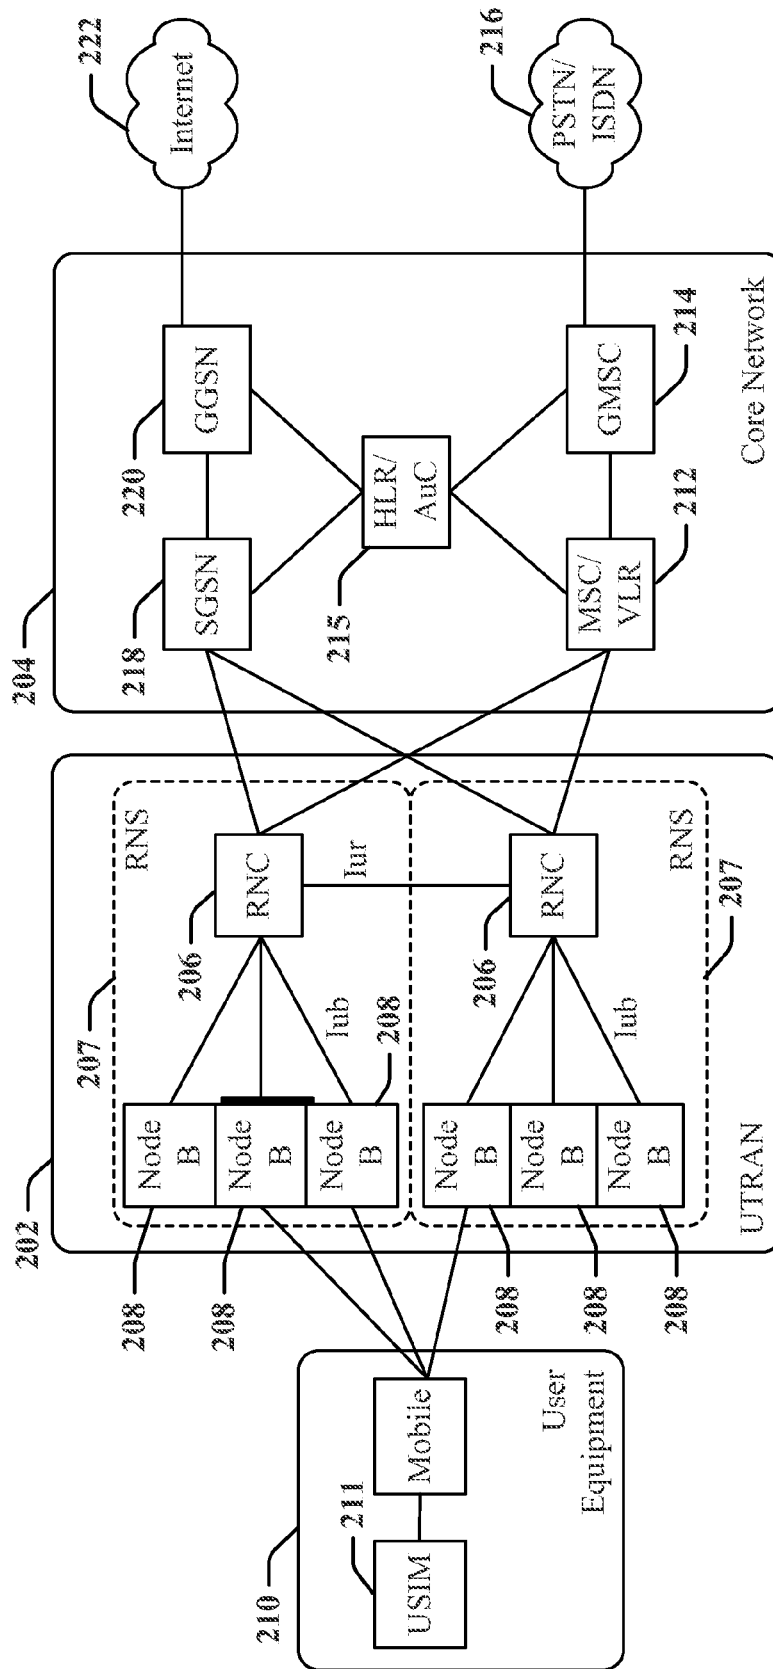 210
211
USIM
Mobile
User
Equipment
202
207
208
208
Node
B
Node
B
Node
B
208
Iub
206
RNC
RNS
Iur
208
208
208
Node
B
Node
B
Node
B
Iub
206
RNC
RNS
207
UTRAN
204
218
SGSN
220
GGSN
215
HLR/
AuC
MSC/
VLR
212
GMSC
214
Core Network
222
Internet
216
PSTN/
ISDN